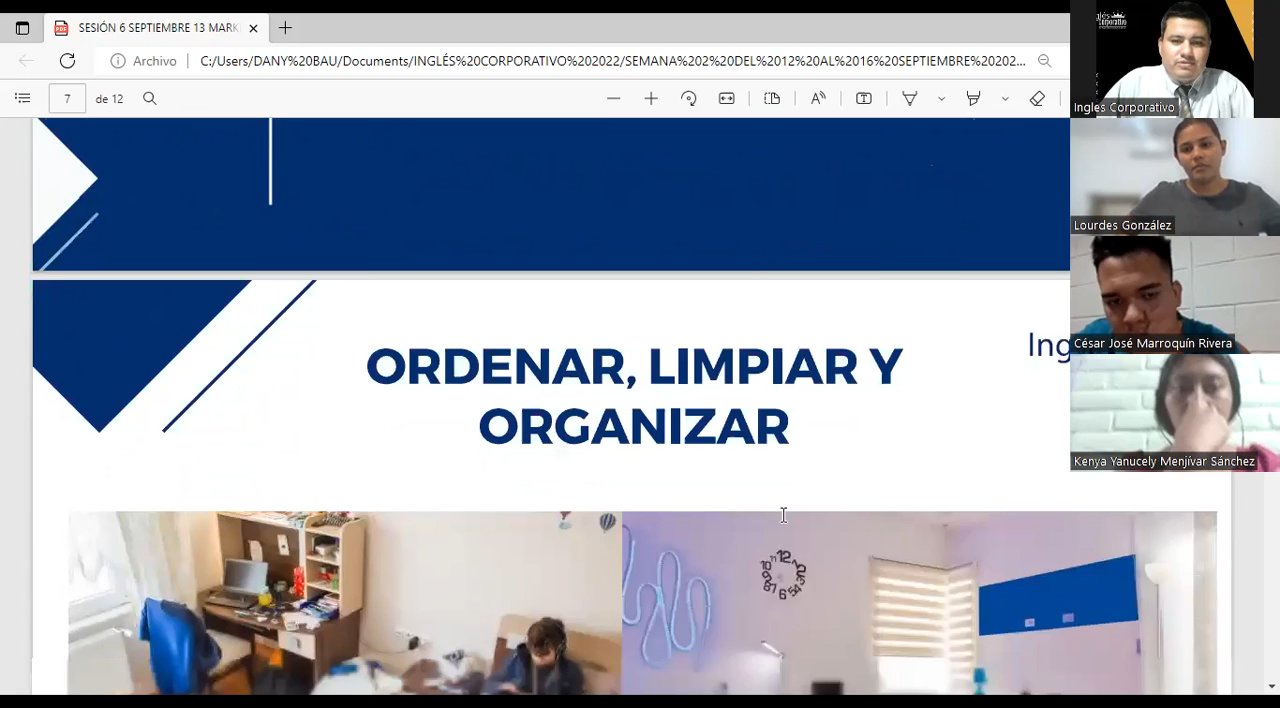 SESIÓN 6 SEPTIEMBRE 13 MARK
Archivo
C:/Users/DANY%20BAU/Documents/INGLÉS%20CORPORATIVO%202022/SEMANA%202%20DEL%2012%20AL%2016%20SEPTIEMBRE%20202...
7
de 12
ORDENAR, LIMPIAR Y
ORGANIZAR
Ing
Ingles Corporativo
Lourdes González
César José Marroquín Rivera
Kenya Yanucely Menjívar Sánchez